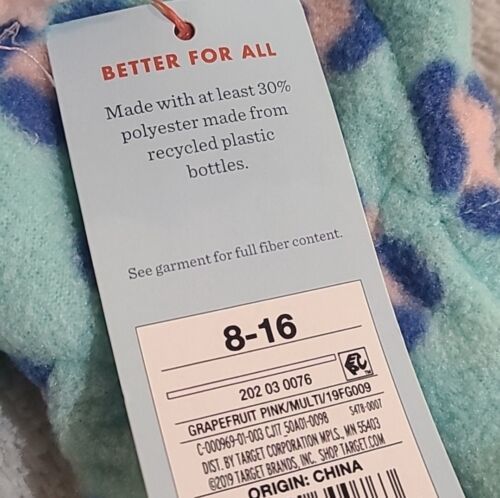 BETTER FOR ALL
Made with at least 30%
polyester made from
recycled plastic
bottles.
See garment for full fiber content.
8-16
202 03 0076
GRAPEFRUIT PINK/MULTI/19FG009
C-000969-01-003 CJ17 50A01-0098 5478-0007
DIST. BY TARGET CORPORATION MPLS., MN 55403
©2019 TARGET BRANDS, INC. SHOP TARGET.COM
ORIGIN: CHINA